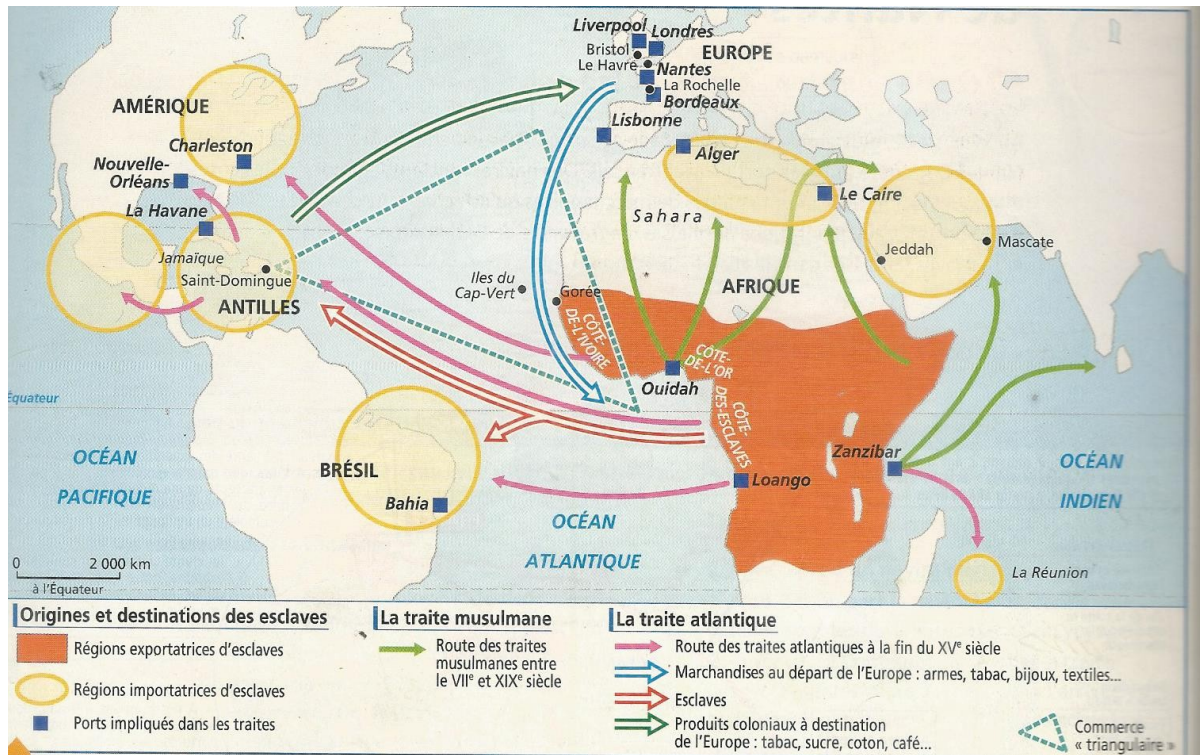 Liverpool
Londres
Bristol
EUROPE
Le Havre
Nantes
La Rochelle
Bordeaux
Lisbonne
AMÉRIQUE
Charleston
Nouvelle-
Orléans
La Havane
Jamaïque
Saint-Domingue
ANTILLES
Alger
Le Caire
Sahara
Jeddah
Mascate
Iles du
Cap-Vert
Gorée
AFRIQUE
CÔTE-
DE-L'IVOIRE
CÔTE-
DE-L'OR
Ouidah
CÔTE-
DES-ESCLAVES
Équateur
OCÉAN
PACIFIQUE
BRÉSIL
Bahia
Zanzibar
Loango
OCÉAN
INDIEN
OCÉAN
ATLANTIQUE
La Réunion
0 2 000 km
à l'Équateur
Origines et destinations des esclaves
Régions exportatrices d'esclaves
Régions importatrices d'esclaves
Ports impliqués dans les traites
La traite musulmane
Route des traites
musulmanes entre
le VIIe et XIXe siècle
La traite atlantique
Route des traites atlantiques à la fin du XVe siècle
Marchandises au départ de l'Europe : armes, tabac, bijoux, textiles...
Esclaves
Produits coloniaux à destination
de l'Europe : tabac, sucre, coton, café...
Commerce
« triangulaire »